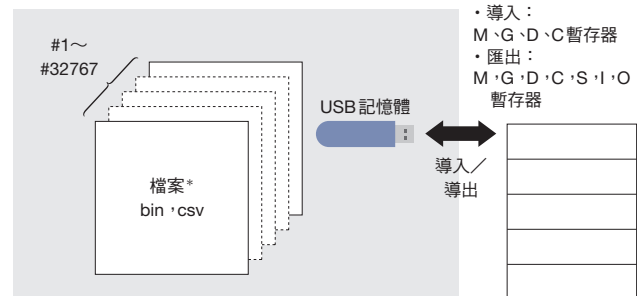 #1～
#32767
檔案*
bin，csv
USB記憶體
導入／
導出
・導入：
M、G、D、C暫存器
・匯出：
M，G，D，C，S，I，O
暫存器